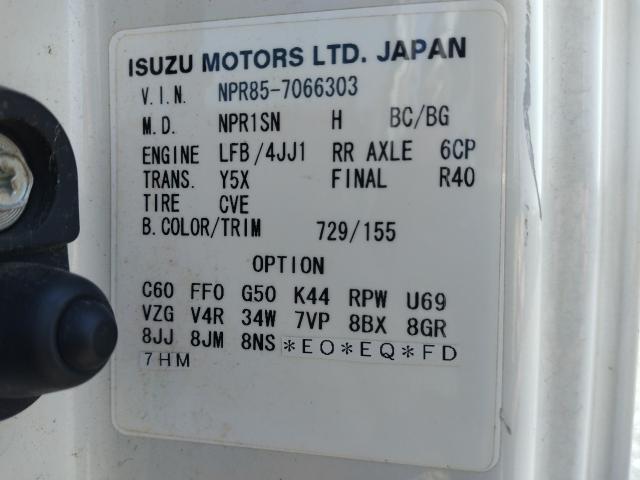 ISUZU MOTORS LTD. JAPAN
V.I.N. NPR85-7066303
M.D. NPR1SN H BC/BG
ENGINE LFB/4JJ1 RR AXLE 6CP
TRANS. Y5X FINAL R40
TIRE CVE
B.COLOR/TRIM 729/155
OPTION
C60 FF0 G50 K44 RPW U69
VZG V4R 34W 7VP 8BX 8GR
8JJ 8JM 8NS *EO*EQ*FD
7HM